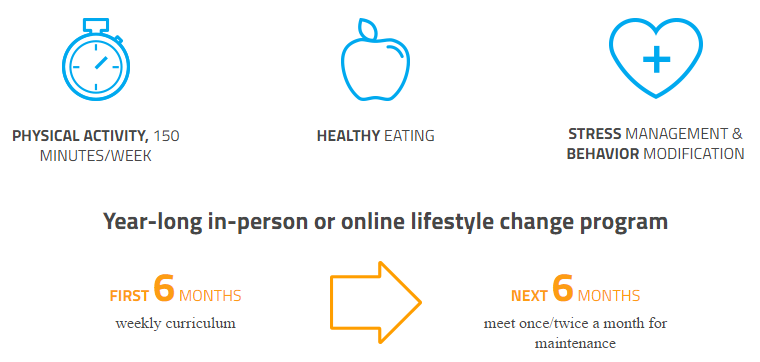 PHYSICAL ACTIVITY, 150
MINUTES/WEEK
HEALTHY EATING
STRESS MANAGEMENT &
BEHAVIOR MODIFICATION
Year-long in-person or online lifestyle change program
FIRST 6 MONTHS
weekly curriculum
NEXT 6 MONTHS
meet once/twice a month for
maintenance